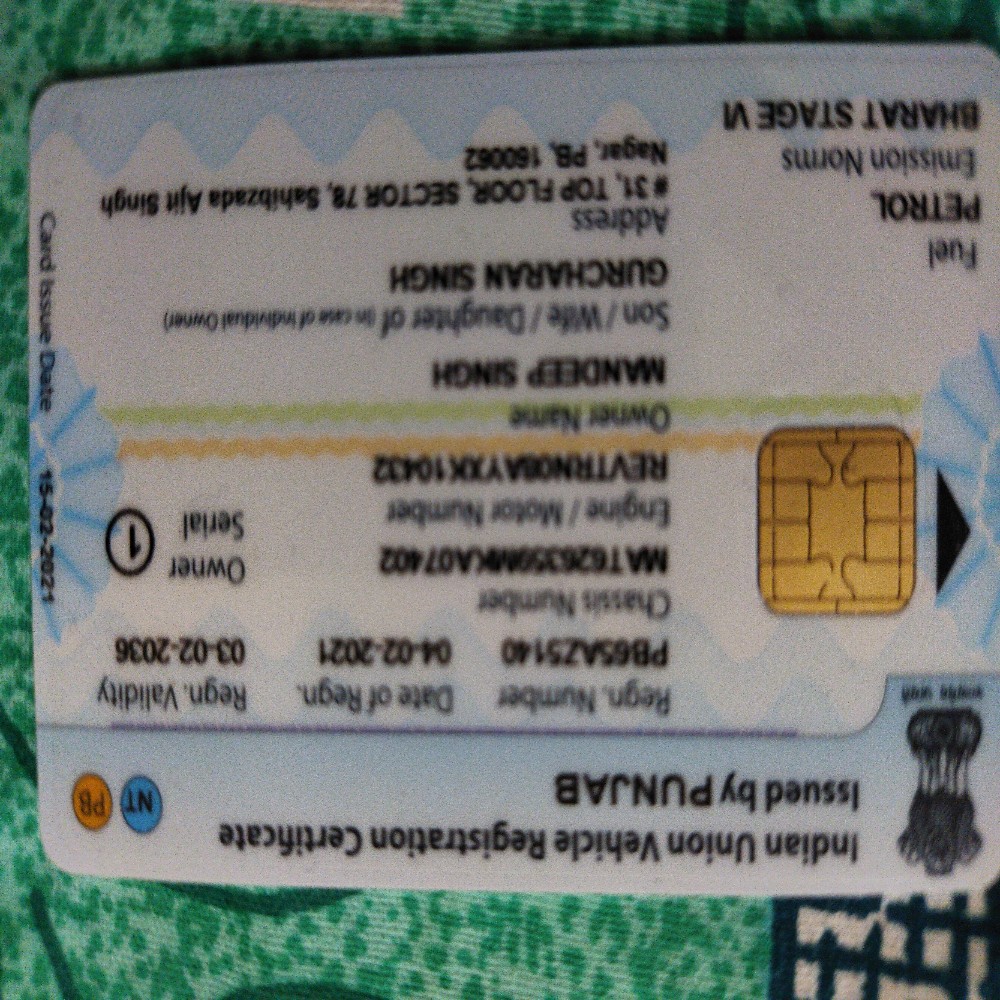 Indian Union Vehicle Registration Certificate
Issued by PUNJAB
NT PB
Regn. Number Date of Regn. Regn. Validity
PB65AZ5140 04-02-2021 03-02-2036
Chassis Number
MAT626359MKA07402
Owner Serial 1
Engine / Motor Number
REVTRN08AYXK10432
Owner Name
MANDEEP SINGH
Son / Wife / Daughter of (In case of Individual Owner)
GURCHARAN SINGH
Address
# 31, TOP FLOOR, SECTOR 78, Sahibzada Ajit Singh
Nagar, PB, 160062
Fuel
PETROL
Emission Norms
BHARAT STAGE VI
Card Issue Date 15-02-2021